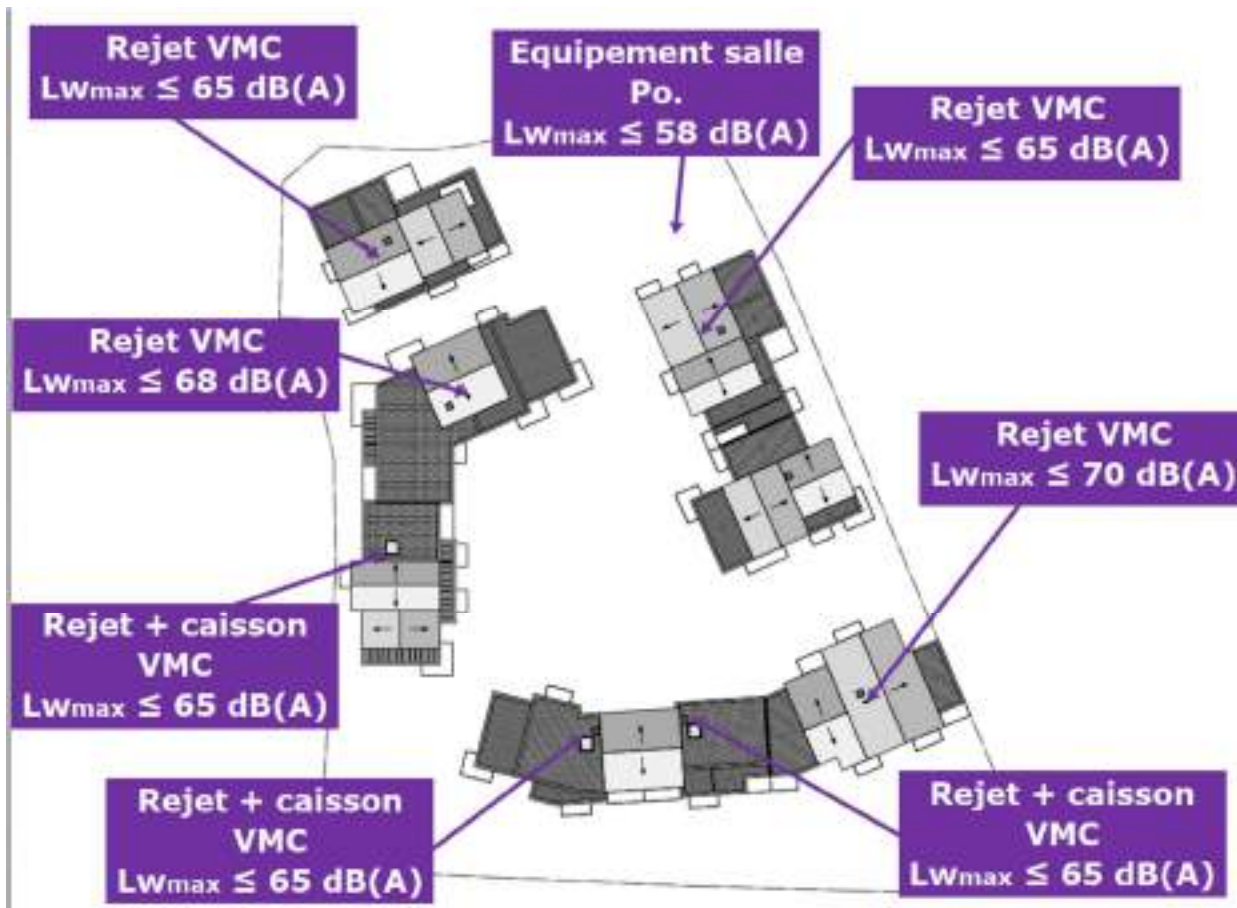 Rejet VMC
Lwmax ≤ 65 dB(A)
Equipement salle
Po.
Lwmax ≤ 58 dB(A)
Rejet VMC
Lwmax ≤ 65 dB(A)
Rejet VMC
Lwmax ≤ 68 dB(A)
Rejet VMC
Lwmax ≤ 70 dB(A)
Rejet + caisson
VMC
Lwmax ≤ 65 dB(A)
Rejet + caisson
VMC
Lwmax ≤ 65 dB(A)
Rejet + caisson
VMC
Lwmax ≤ 65 dB(A)